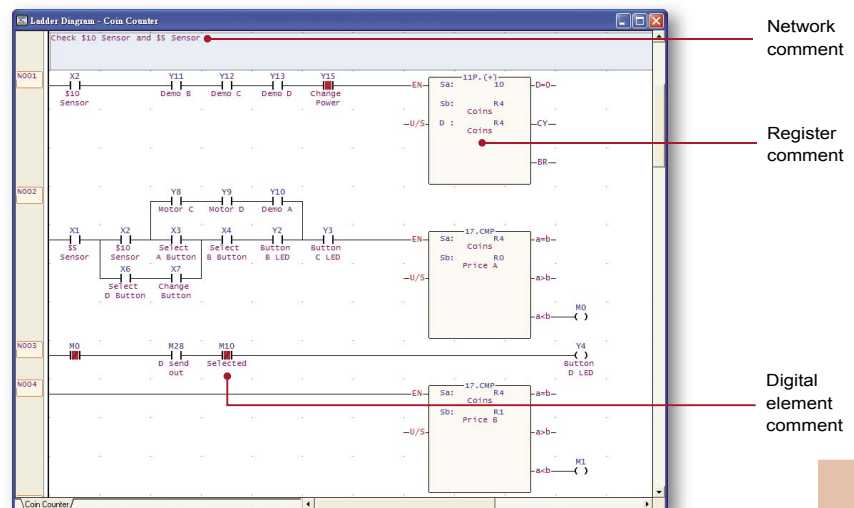 Ladder Diagram - Coin Counter
Check $10 Sensor and $5 Sensor
Network
comment
N001
X2 Y11 Y12 Y13 Y15
$10 Demo B Demo C Demo D Change
Sensor Power
11P.(+)
EN Sa: 10 D=0
Sb: R4
Coins
U/S D : R4 CY
Coins
BR
Register
comment
N002
Y8 Y9 Y10
Motor C Motor D Demo A
X1 X2 X3 X4 Y2 Y3
$5 $10 Select Select Button Button
Sensor Sensor A Button B Button B LED C LED
X6 X7
Select Change
D Button Button
17.CMP
EN Sa: R4 a=b
Coins
Sb: R0
Price A
U/S a>b
M0
a<b ( )
N003
M0 M28 M10 Y4
( )
D send Selected Button
out D LED
Digital
element
comment
N004
17.CMP
EN Sa: R4 a=b
Coins
Sb: R1
Price B
U/S a>b
M1
a<b ( )
Coin Counter